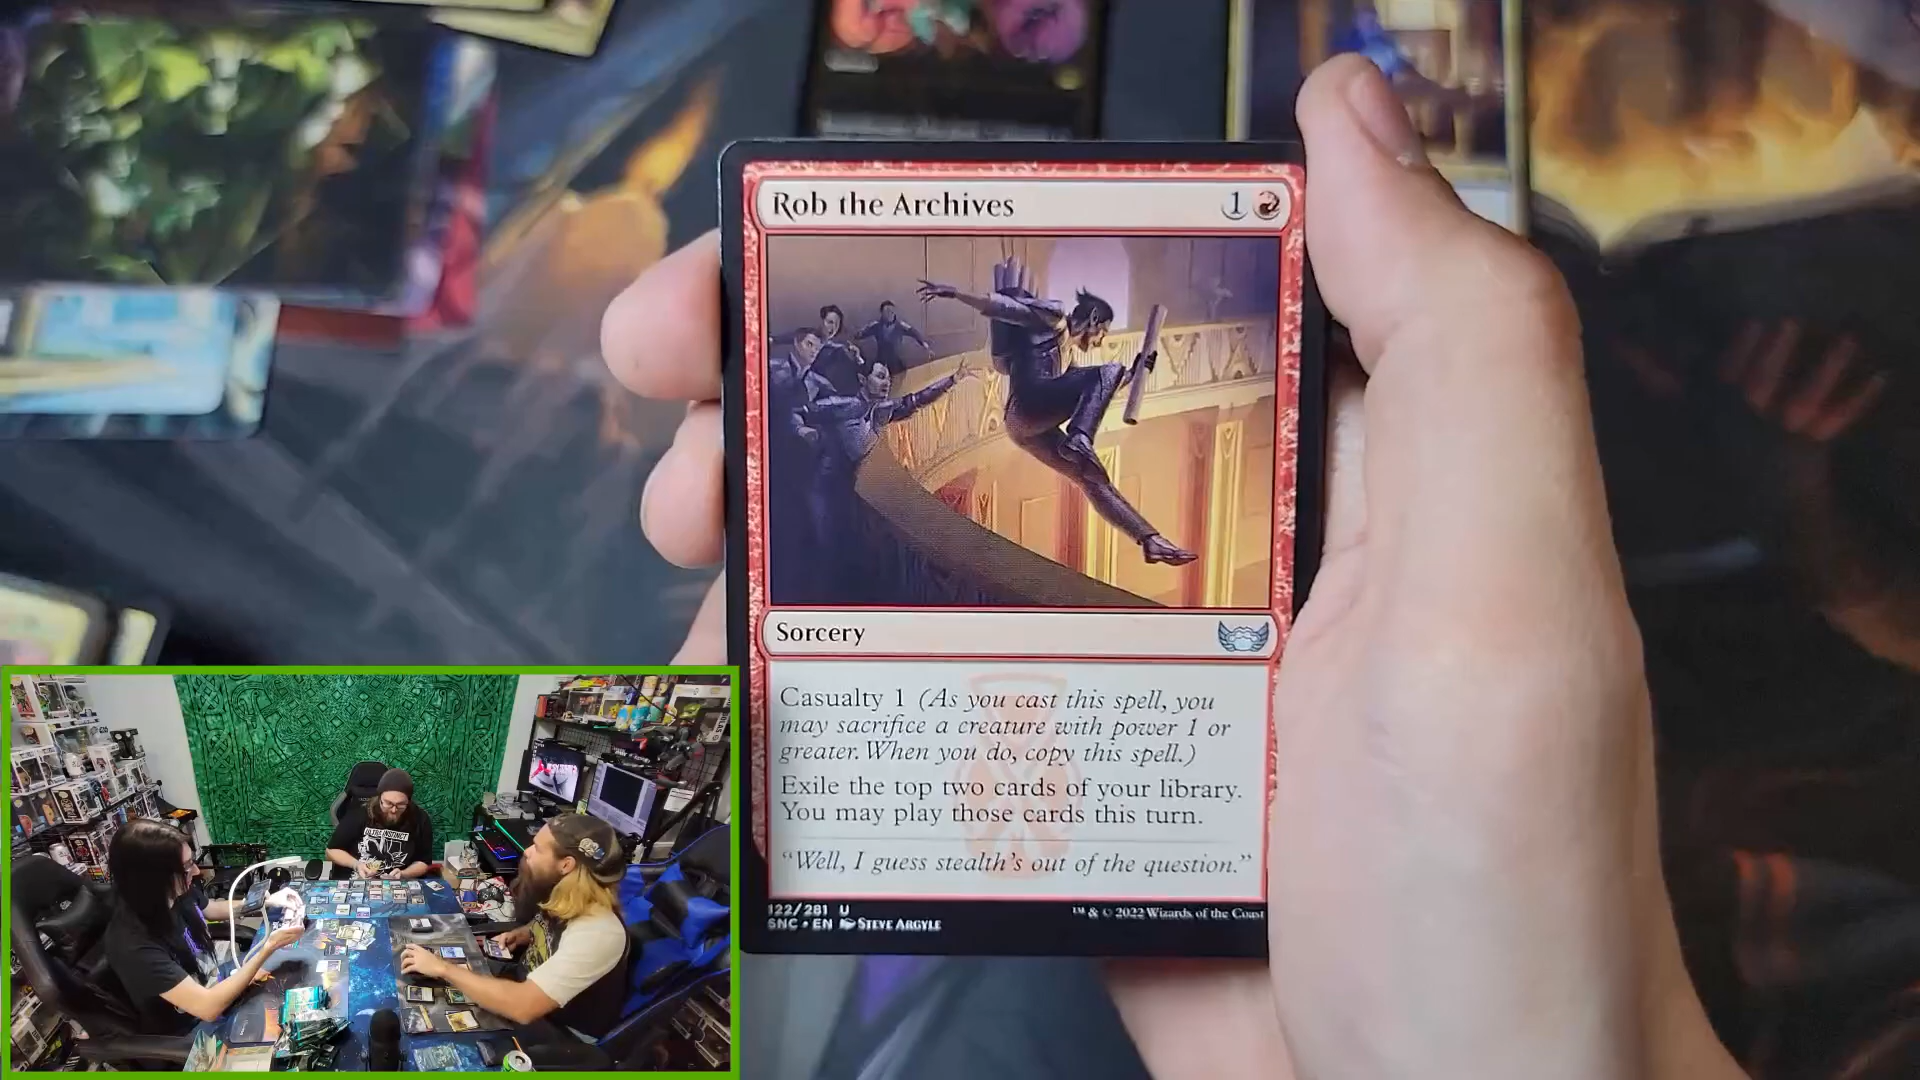 Rob the Archives 1
Sorcery
Casualty 1 (As you cast this spell, you
may sacrifice a creature with power 1 or
greater. When you do, copy this spell.)
Exile the top two cards of your library.
You may play those cards this turn.
“Well, I guess stealth’s out of the question.”
122/281 U
SNC • EN STEVE ARGYLE
™ & © 2022 Wizards of the Coast
ULTRA INSTINCT